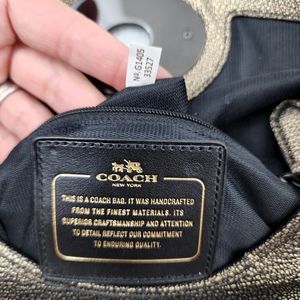 Nº. G1405
33527
COACH
NEW YORK
THIS IS A COACH BAG. IT WAS HANDCRAFTED
FROM THE FINEST MATERIALS. ITS
SUPERIOR CRAFTSMANSHIP AND ATTENTION
TO DETAIL REFLECT OUR COMMITMENT
TO ENDURING QUALITY.